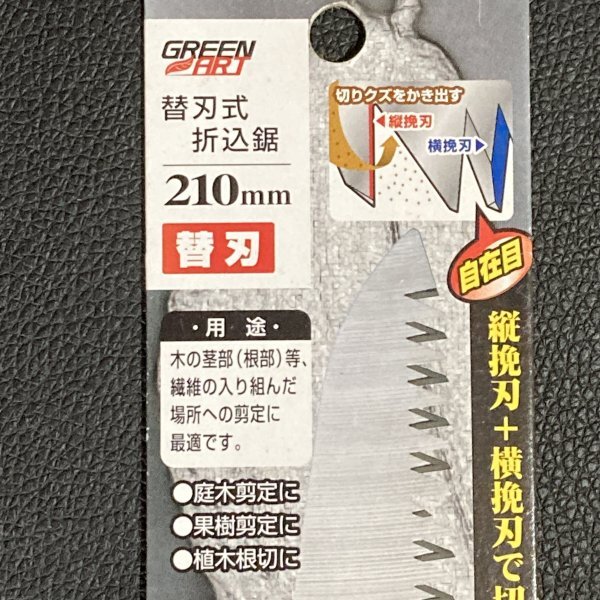 GREEN
ART
替刃式
折込鋸
210mm
替刃
・用途・
木の茎部(根部)等、
繊維の入り組んだ
場所への剪定に
最適です。
●庭木剪定に
●果樹剪定に
●植木根切に
切りクズをかき出す
縦挽刃
横挽刃
自在目
縦挽刃+横挽刃で切